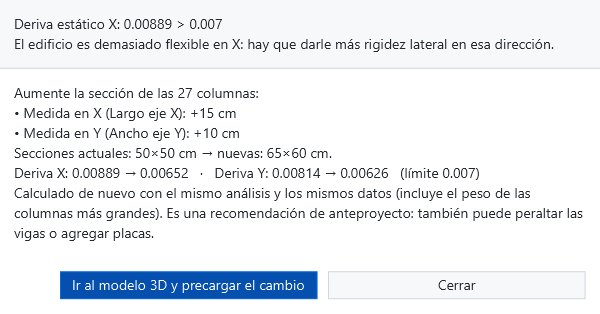 Deriva estático X: 0.00889 > 0.007
El edificio es demasiado flexible en X: hay que darle más rigidez lateral en esa dirección.
Aumente la sección de las 27 columnas:
• Medida en X (Largo eje X): +15 cm
• Medida en Y (Ancho eje Y): +10 cm
Secciones actuales: 50×50 cm → nuevas: 65×60 cm.
Deriva X: 0.00889 → 0.00652 · Deriva Y: 0.00814 → 0.00626 (límite 0.007)
Calculado de nuevo con el mismo análisis y los mismos datos (incluye el peso de las
columnas más grandes). Es una recomendación de anteproyecto: también puede peraltar las
vigas o agregar placas.
Ir al modelo 3D y precargar el cambio
Cerrar